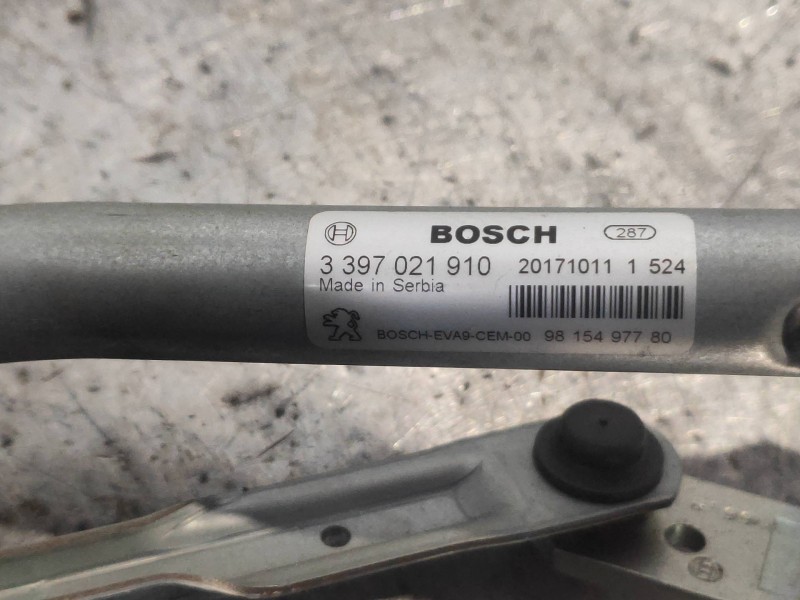 BOSCH 287
3 397 021 910 20171011 1 524
Made in Serbia
BOSCH-EVA9-CEM-00 98 154 977 80